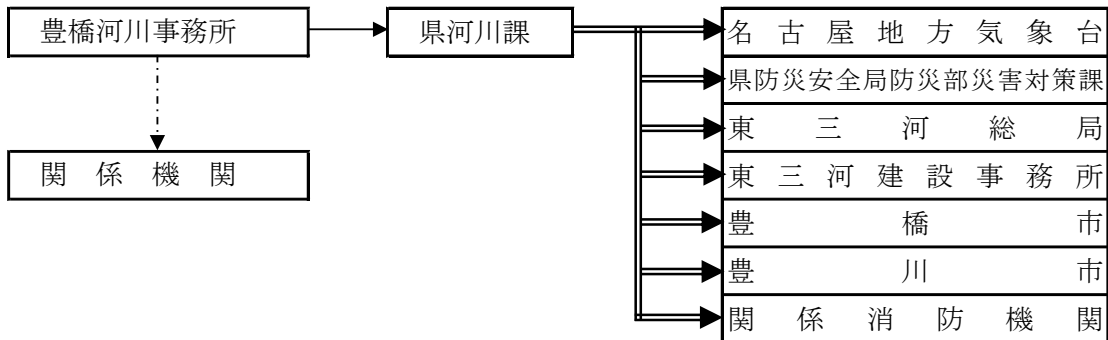 豊橋河川事務所
県河川課
名古屋地方気象台
県防災安全局防災部災害対策課
東三河総局
関係機関
東三河建設事務所
豊橋市
豊川市
関係消防機関